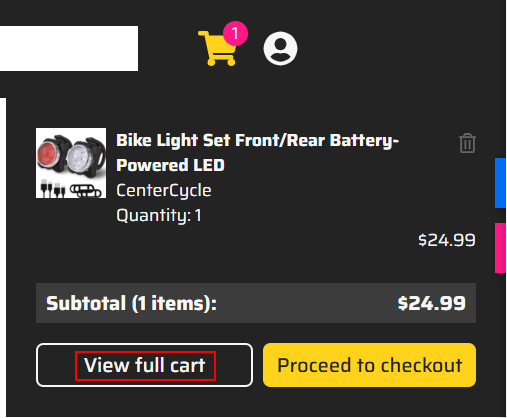 1
Bike Light Set Front/Rear Battery-
Powered LED
CenterCycle
Quantity: 1
$24.99
Subtotal (1 items): $24.99
View full cart
Proceed to checkout